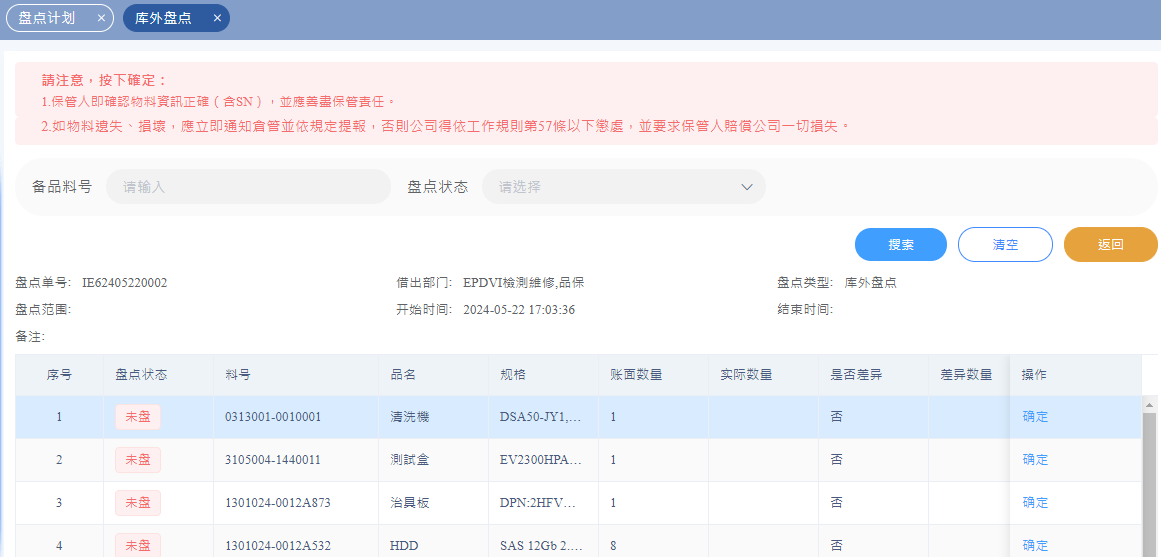 盘点计划 ×
库外盘点 ×
請注意，按下確定：
1.保管人即確認物料資訊正確（含SN），並應善盡保管責任。
2.如物料遺失、損壞，應立即通知倉管並依規定提報，否則公司得依工作規則第57條以下懲處，並要求保管人賠償公司一切損失。
备品料号 请输入 盘点状态 请选择
搜索 清空 返回
盘点单号: IE62405220002 借出部门: EPDVI檢測維修,品保 盘点类型: 库外盘点
盘点范围: 开始时间: 2024-05-22 17:03:36 结束时间:
备注:
序号 盘点状态 料号 品名 规格 账面数量 实际数量 是否差异 差异数量 操作
1 未盘 0313001-0010001 清洗機 DSA50-JY1,... 1 否 确定
2 未盘 3105004-1440011 測試盒 EV2300HPA... 1 否 确定
3 未盘 1301024-0012A873 治具板 DPN:2HFV... 1 否 确定
4 未盘 1301024-0012A532 HDD SAS 12Gb 2.... 8 否 确定